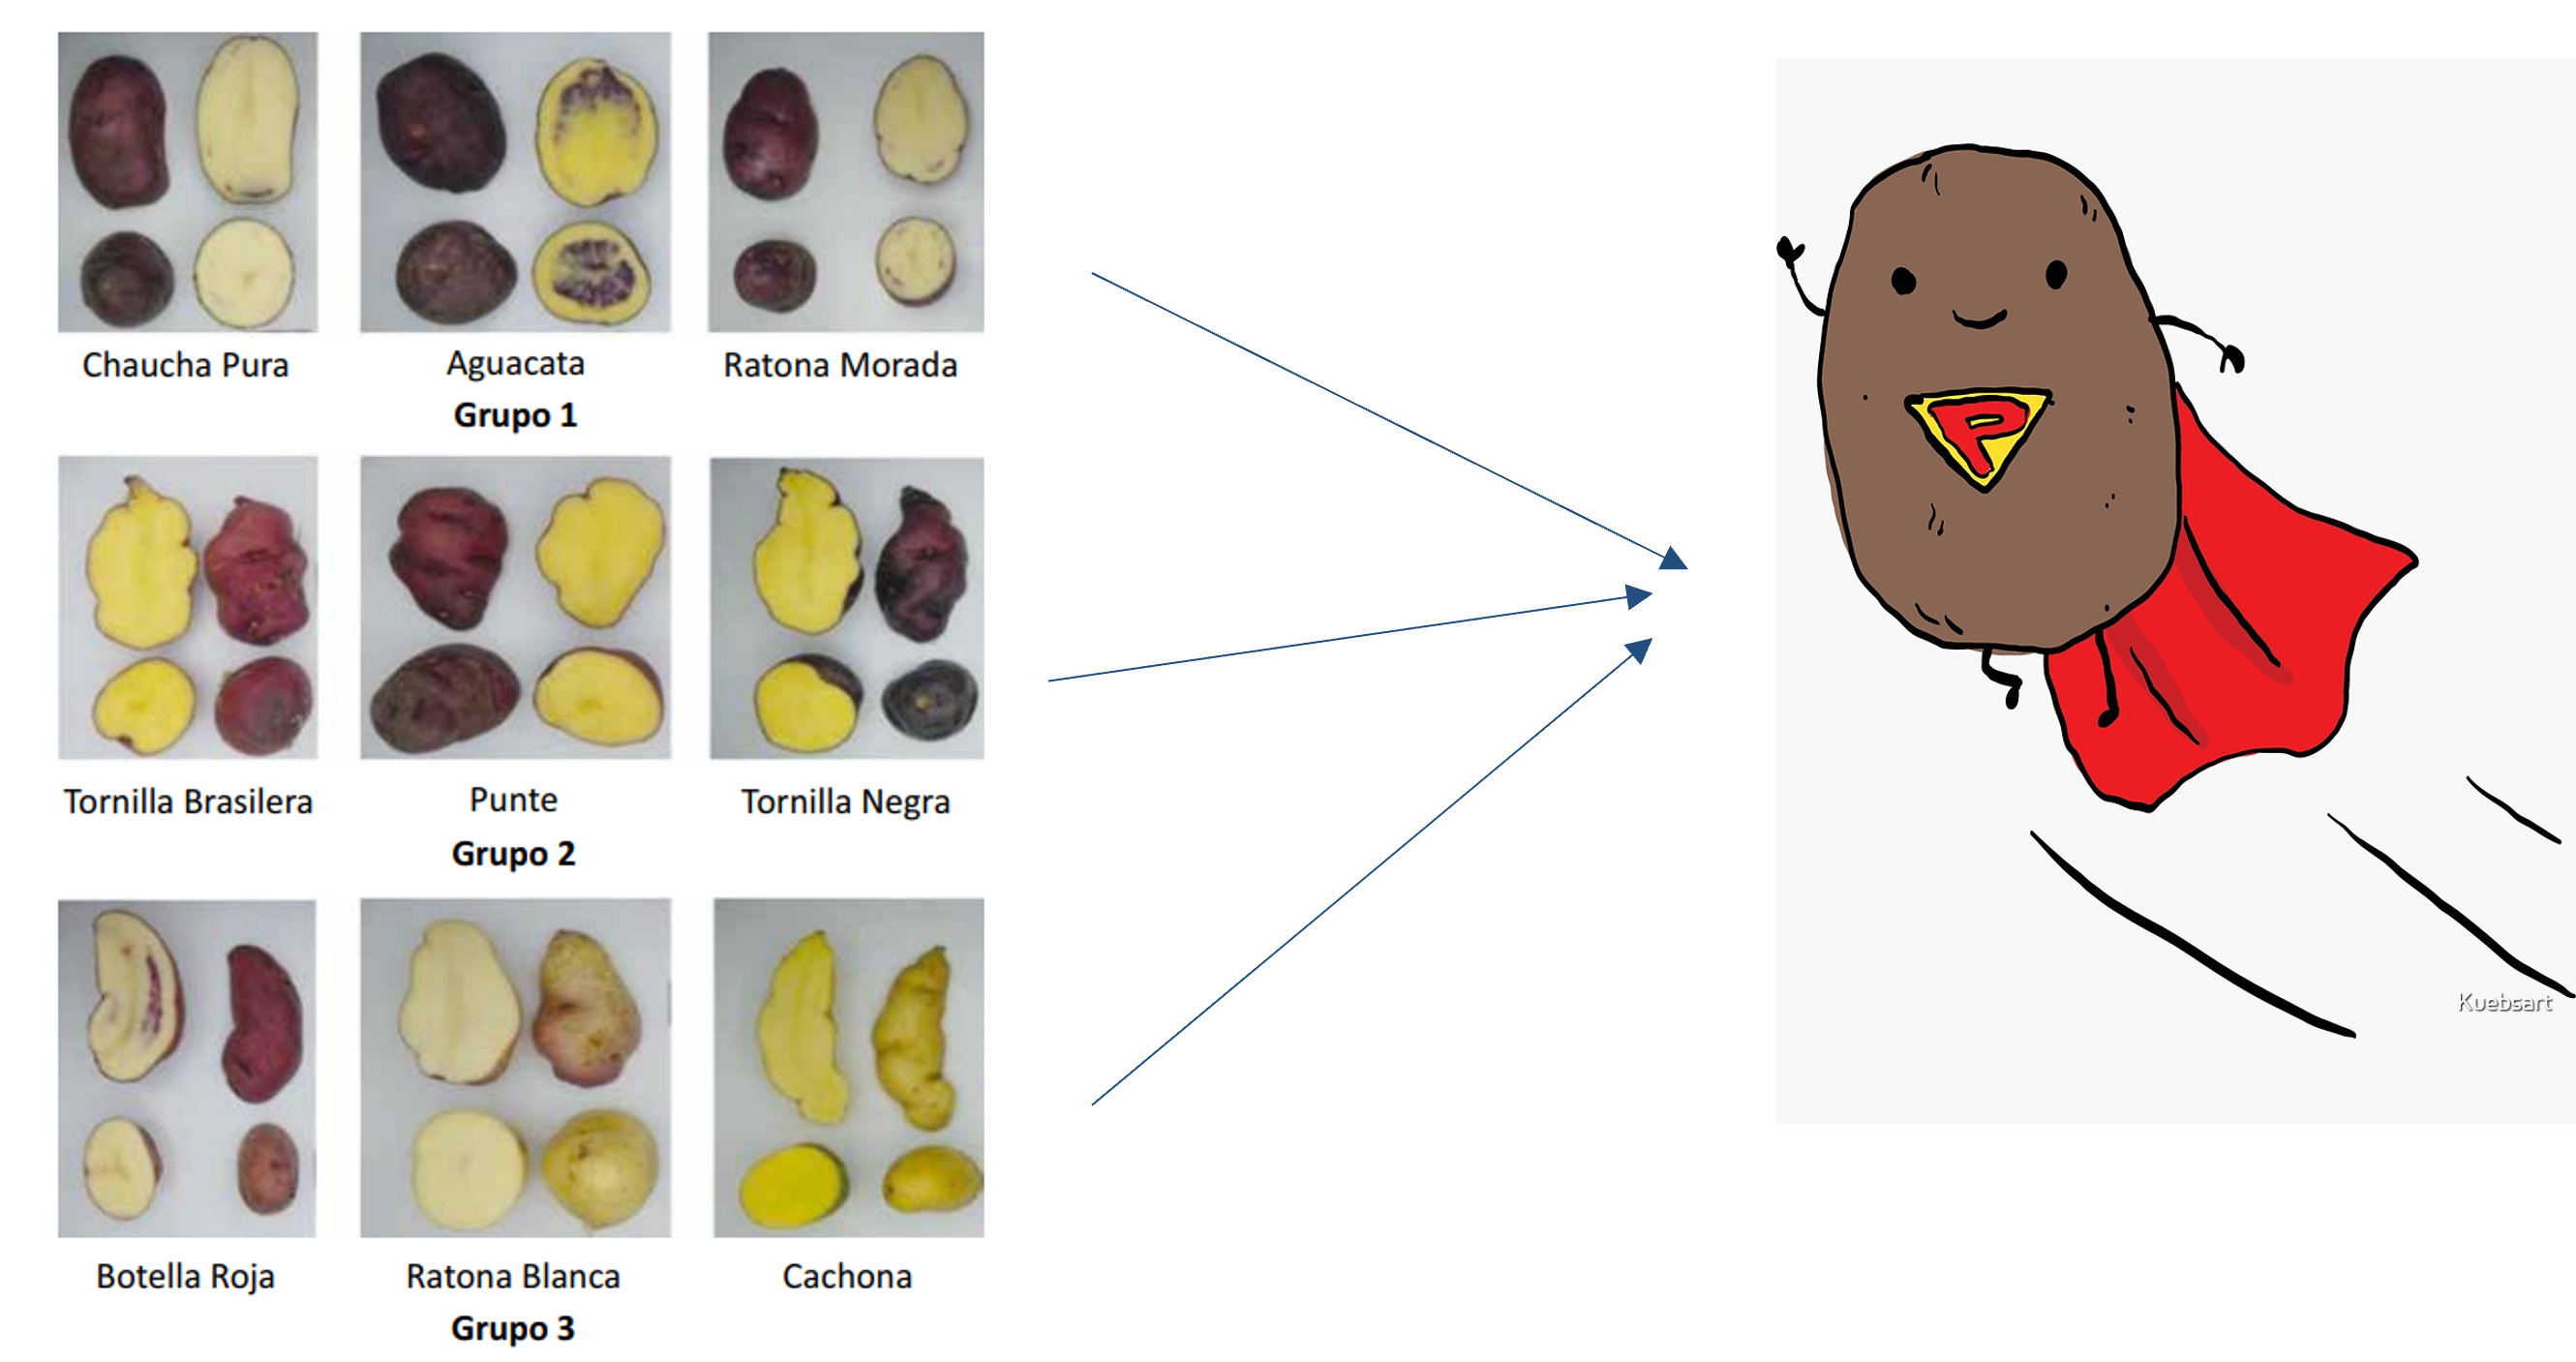 Chaucha Pura
Aguacata
Ratona Morada
Grupo 1
P
Tornilla Brasilera
Punte
Tornilla Negra
Grupo 2
Kuebsart
Botella Roja
Ratona Blanca
Cachona
Grupo 3